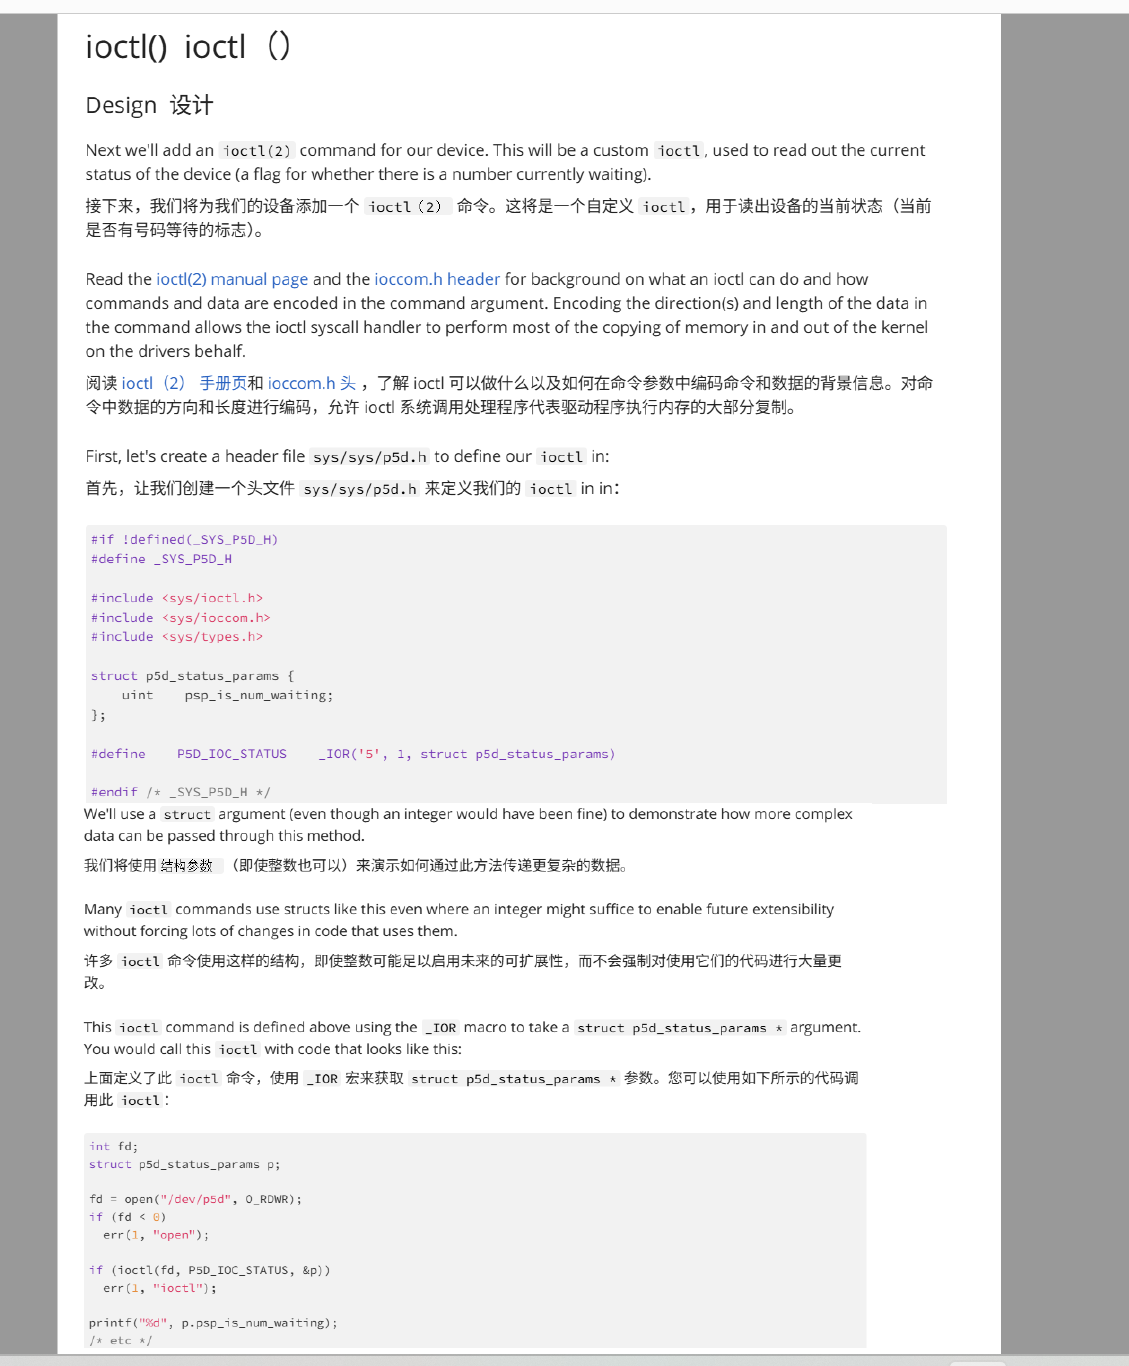 ioctl() ioctl（）
Design 设计
Next we'll add an ioctl(2) command for our device. This will be a custom ioctl, used to read out the current
status of the device (a flag for whether there is a number currently waiting).
接下来，我们将为我们的设备添加一个 ioctl（2） 命令。这将是一个自定义 ioctl，用于读出设备的当前状态（当前
是否有号码等待的标志）。
Read the ioctl(2) manual page and the ioccom.h header for background on what an ioctl can do and how
commands and data are encoded in the command argument. Encoding the direction(s) and length of the data in
the command allows the ioctl syscall handler to perform most of the copying of memory in and out of the kernel
on the drivers behalf.
阅读 ioctl（2） 手册页和 ioccom.h 头 ，了解 ioctl 可以做什么以及如何在命令参数中编码命令和数据的背景信息。对命
令中数据的方向和长度进行编码，允许 ioctl 系统调用处理程序代表驱动程序执行内存的大部分复制。
First, let's create a header file sys/sys/p5d.h to define our ioctl in:
首先，让我们创建一个头文件 sys/sys/p5d.h 来定义我们的 ioctl in in：
#if !defined(_SYS_P5D_H)
#define _SYS_P5D_H
#include <sys/ioctl.h>
#include <sys/ioccom.h>
#include <sys/types.h>
struct p5d_status_params {
    uint    psp_is_num_waiting;
};
#define    P5D_IOC_STATUS    _IOR('5', 1, struct p5d_status_params)
#endif /* _SYS_P5D_H */
We'll use a struct argument (even though an integer would have been fine) to demonstrate how more complex
data can be passed through this method.
我们将使用 结构参数 （即使整数也可以）来演示如何通过此方法传递更复杂的数据。
Many ioctl commands use structs like this even where an integer might suffice to enable future extensibility
without forcing lots of changes in code that uses them.
许多 ioctl 命令使用这样的结构，即使整数可能足以启用未来的可扩展性，而不会强制对使用它们的代码进行大量更
改。
This ioctl command is defined above using the _IOR macro to take a struct p5d_status_params * argument.
You would call this ioctl with code that looks like this:
上面定义了此 ioctl 命令，使用 _IOR 宏来获取 struct p5d_status_params * 参数。您可以使用如下所示的代码调
用此 ioctl：
int fd;
struct p5d_status_params p;
fd = open("/dev/p5d", O_RDWR);
if (fd < 0)
  err(1, "open");
if (ioctl(fd, P5D_IOC_STATUS, &p))
  err(1, "ioctl");
printf("%d", p.psp_is_num_waiting);
/* etc */